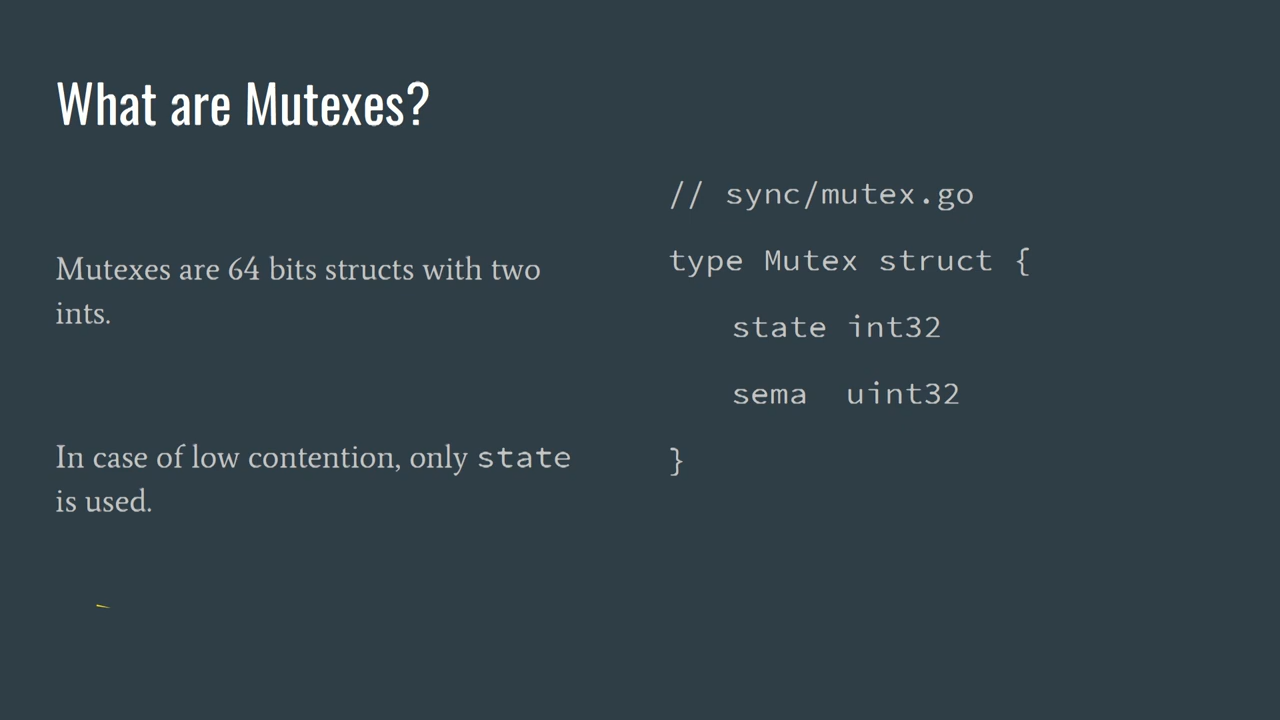 What are Mutexes?
Mutexes are 64 bits structs with two
ints.
In case of low contention, only state
is used.
// sync/mutex.go
type Mutex struct {
    state int32
    sema  uint32
}